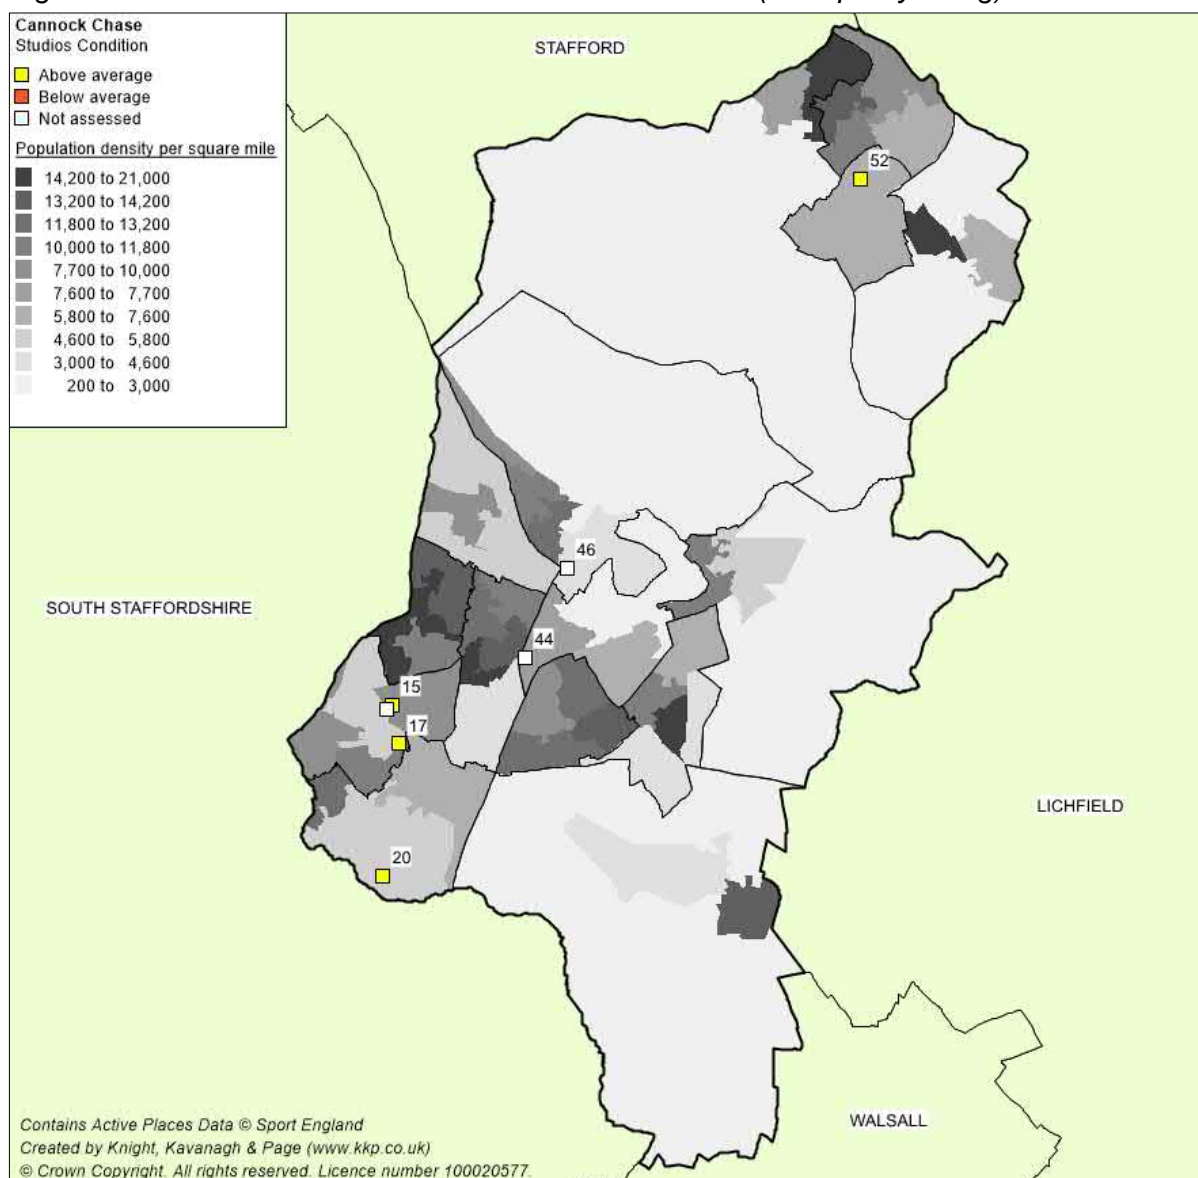 Cannock Chase
Studios Condition
Above average
Below average
Not assessed
Population density per square mile
14,200 to 21,000
13,200 to 14,200
11,800 to 13,200
10,000 to 11,800
7,700 to 10,000
7,600 to 7,700
5,800 to 7,600
4,600 to 5,800
3,000 to 4,600
200 to 3,000
STAFFORD
52
46
SOUTH STAFFORDSHIRE
44
15
17
LICHFIELD
20
WALSALL
Contains Active Places Data © Sport England
Created by Knight, Kavanagh & Page (www.kkp.co.uk)
© Crown Copyright. All rights reserved. Licence number 100020577.